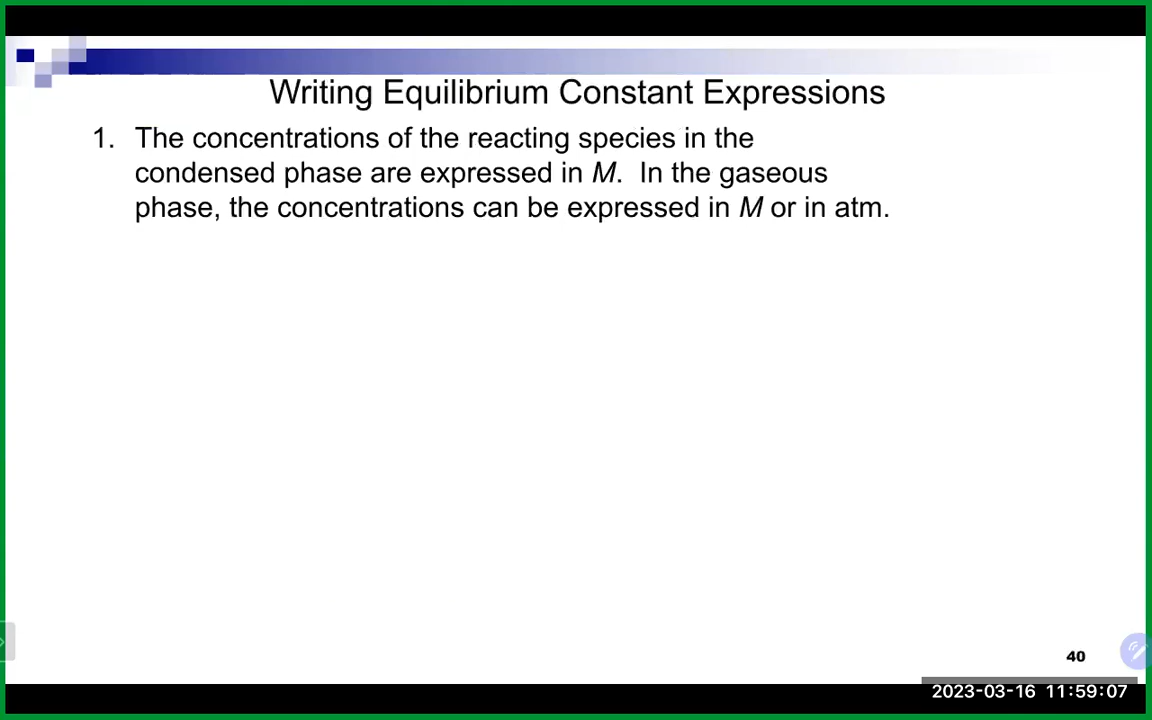 Writing Equilibrium Constant Expressions
1. The concentrations of the reacting species in the
condensed phase are expressed in M. In the gaseous
phase, the concentrations can be expressed in M or in atm.
40
2023-03-16 11:59:07